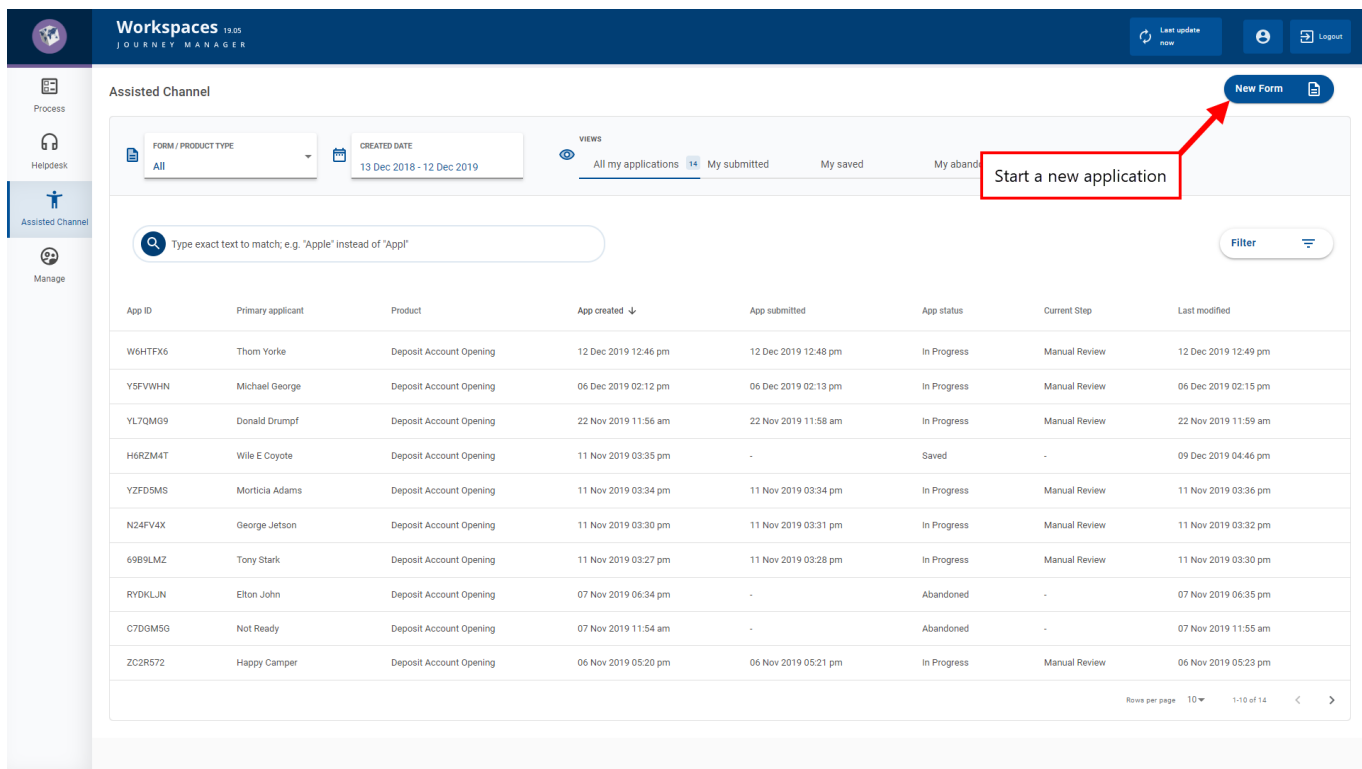 Workspaces 19.05
JOURNEY MANAGER
Last update
now
Logout
Process
Helpdesk
Assisted Channel
Manage
Assisted Channel
New Form
FORM / PRODUCT TYPE
All
CREATED DATE
13 Dec 2018 - 12 Dec 2019
VIEWS
All my applications 14 My submitted My saved My aband
Start a new application
Type exact text to match; e.g. "Apple" instead of "Appl"
Filter
App ID Primary applicant Product App created App submitted App status Current Step Last modified
W6HTFX6 Thom Yorke Deposit Account Opening 12 Dec 2019 12:46 pm 12 Dec 2019 12:48 pm In Progress Manual Review 12 Dec 2019 12:49 pm
Y5FVWHN Michael George Deposit Account Opening 06 Dec 2019 02:12 pm 06 Dec 2019 02:13 pm In Progress Manual Review 06 Dec 2019 02:15 pm
YL7QMG9 Donald Drumpf Deposit Account Opening 22 Nov 2019 11:56 am 22 Nov 2019 11:58 am In Progress Manual Review 22 Nov 2019 11:59 am
H6RZM4T Wile E Coyote Deposit Account Opening 11 Nov 2019 03:35 pm - Saved - 09 Dec 2019 04:46 pm
YZFD5MS Morticia Adams Deposit Account Opening 11 Nov 2019 03:34 pm 11 Nov 2019 03:34 pm In Progress Manual Review 11 Nov 2019 03:36 pm
N24FV4X George Jetson Deposit Account Opening 11 Nov 2019 03:30 pm 11 Nov 2019 03:31 pm In Progress Manual Review 11 Nov 2019 03:32 pm
69B9LMZ Tony Stark Deposit Account Opening 11 Nov 2019 03:27 pm 11 Nov 2019 03:28 pm In Progress Manual Review 11 Nov 2019 03:30 pm
RYDKLJN Elton John Deposit Account Opening 07 Nov 2019 06:34 pm - Abandoned - 07 Nov 2019 06:35 pm
C7DGM5G Not Ready Deposit Account Opening 07 Nov 2019 11:54 am - Abandoned - 07 Nov 2019 11:55 am
ZC2R572 Happy Camper Deposit Account Opening 06 Nov 2019 05:20 pm 06 Nov 2019 05:21 pm In Progress Manual Review 06 Nov 2019 05:23 pm
Rows per page 10 1-10 of 14